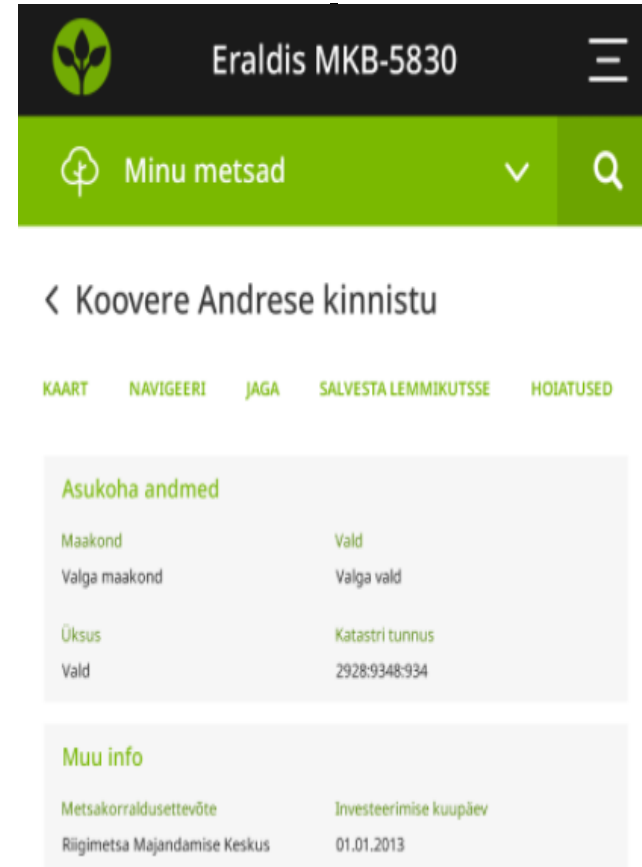 Eraldis MKB-5830
Minu metsad
Koovere Andrese kinnistu
KAART NAVIGEERI JAGA SALVESTA LEMMIKUTSSE HOIATUSED
Asukoha andmed
Maakond Vald
Valga maakond Valga vald
Üksus Katastri tunnus
Vald 2928:9348:934
Muu info
Metsakorraldusettevõte Investeerimise kuupäev
Riigimetsa Majandamise Keskus 01.01.2013